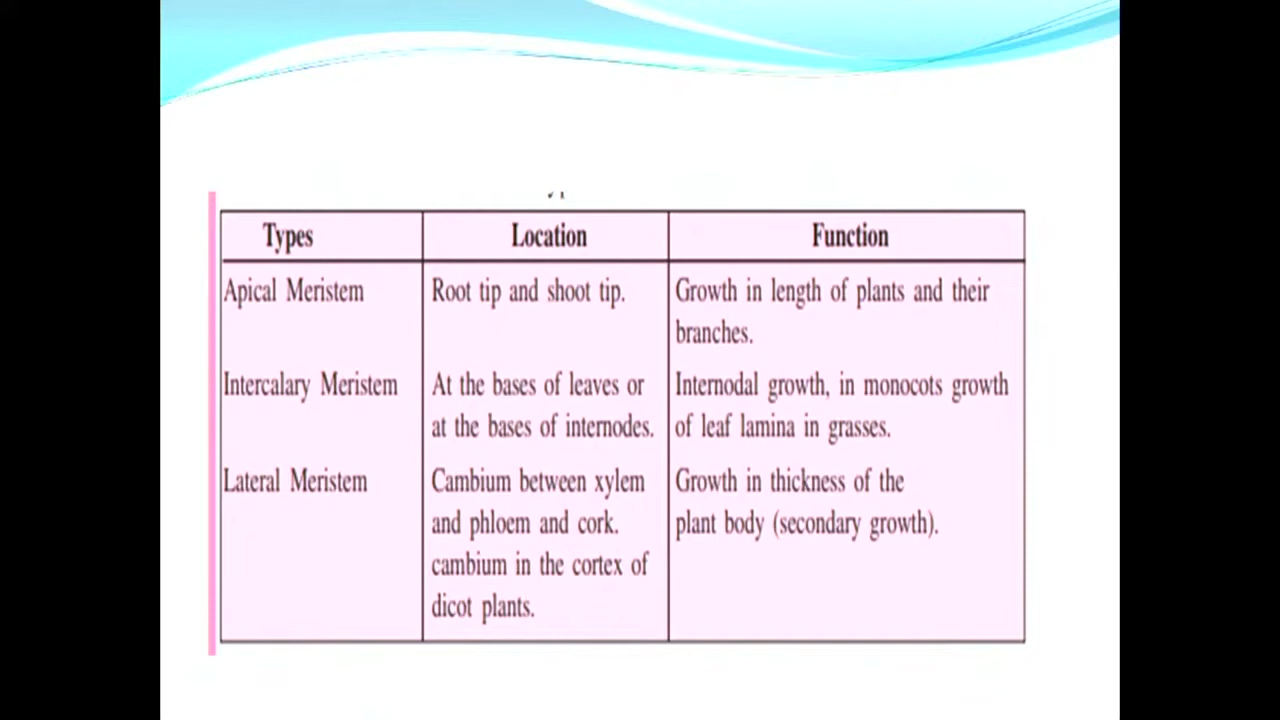 Types Location Function
Apical Meristem Root tip and shoot tip. Growth in length of plants and their
branches.
Intercalary Meristem At the bases of leaves or Internodal growth, in monocots growth
at the bases of internodes. of leaf lamina in grasses.
Lateral Meristem Cambium between xylem Growth in thickness of the
and phloem and cork. plant body (secondary growth).
cambium in the cortex of
dicot plants.